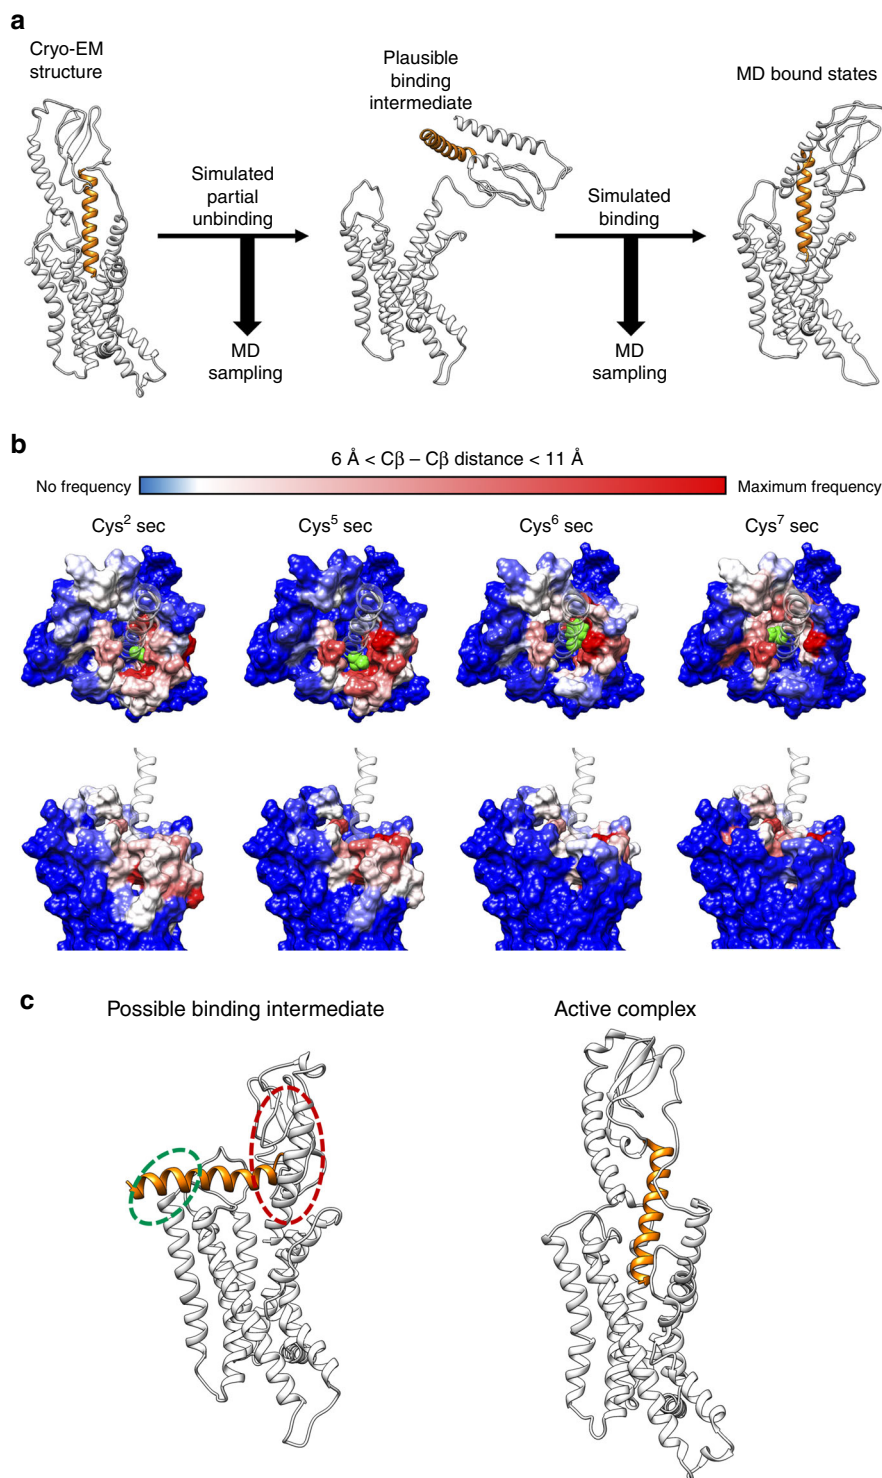 a
Cryo-EM
structure
Plausible
binding
intermediate
MD bound states
Simulated
partial
unbinding
Simulated
binding
MD
sampling
MD
sampling
b
6 Å < Cβ – Cβ distance < 11 Å
No frequency
Maximum frequency
Cys² sec
Cys⁵ sec
Cys⁶ sec
Cys⁷ sec
c
Possible binding intermediate
Active complex